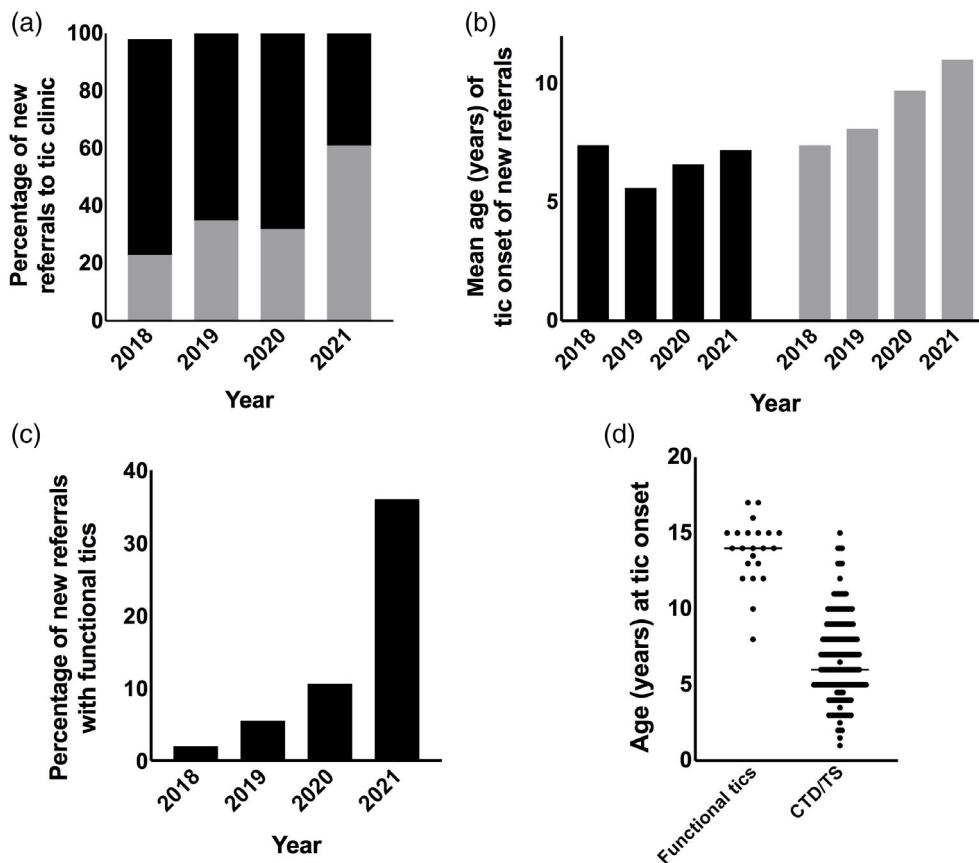 (a)
Percentage of new
referrals to tic clinic
100
80
60
40
20
0
2018
2019
2020
2021
Year
(b)
Mean age (years) of
tic onset of new referrals
10
5
0
2018
2019
2020
2021
2018
2019
2020
2021
Year
(c)
Percentage of new referrals
with functional tics
40
30
20
10
0
2018
2019
2020
2021
Year
(d)
Age (years) at tic onset
20
15
10
5
0
Functional tics
CTD/TS